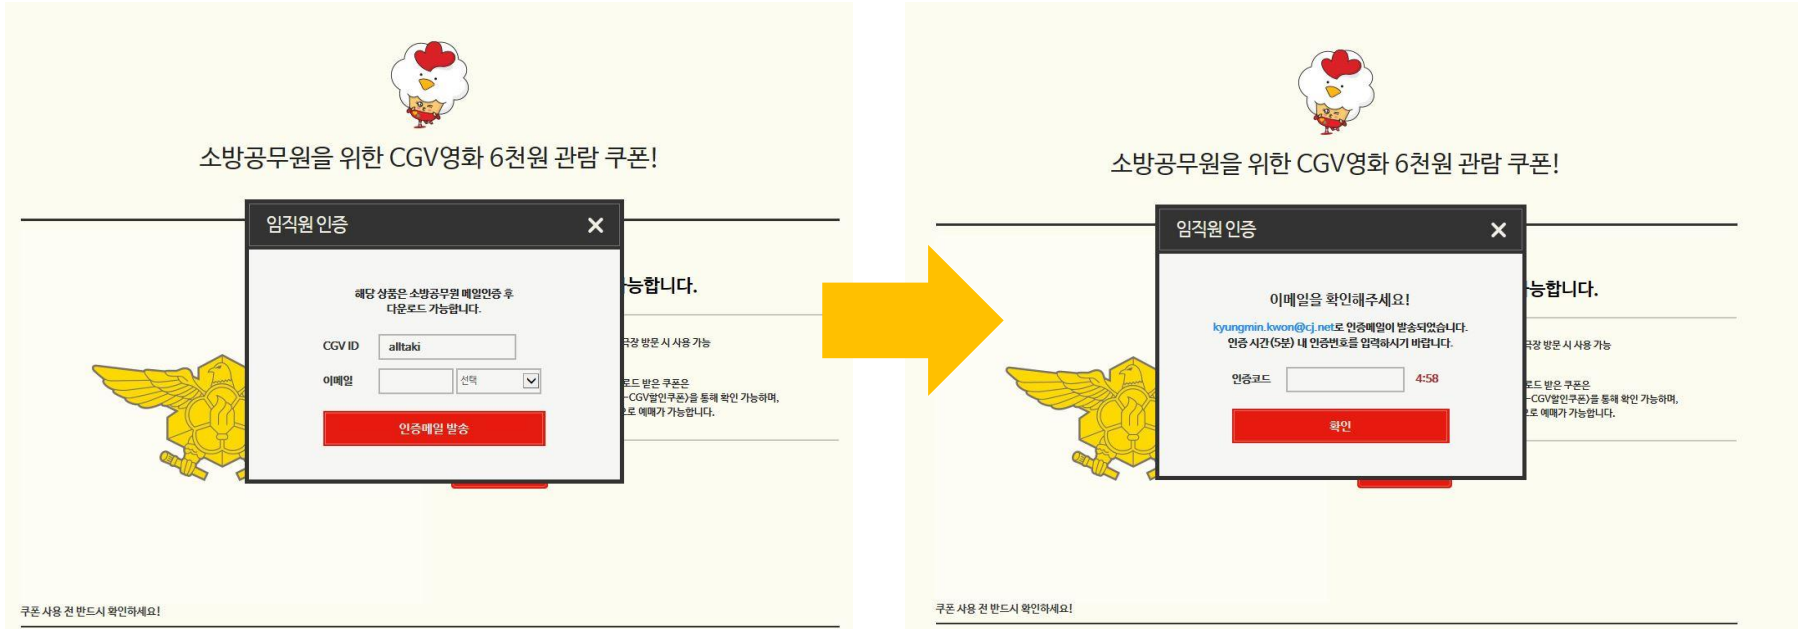 소방공무원을 위한 CGV영화 6천원 관람 쿠폰!
임직원 인증
해당 상품은 소방공무원 메일인증 후
다운로드 가능합니다.
CGV ID alltaki
이메일 선택
인증메일 발송
능합니다.
극장 방문 시 사용 가능
로드 받은 쿠폰은
-CGV할인쿠폰)을 통해 확인 가능하며,
으로 예매가 가능합니다.
쿠폰 사용 전 반드시 확인하세요!
소방공무원을 위한 CGV영화 6천원 관람 쿠폰!
임직원 인증
이메일을 확인해주세요!
kyungmin.kwon@cj.net로 인증메일이 발송되었습니다.
인증 시간(5분) 내 인증번호를 입력하시기 바랍니다.
인증코드 4:58
확인
능합니다.
극장 방문 시 사용 가능
로드 받은 쿠폰은
-CGV할인쿠폰)을 통해 확인 가능하며,
로 예매가 가능합니다.
쿠폰 사용 전 반드시 확인하세요!